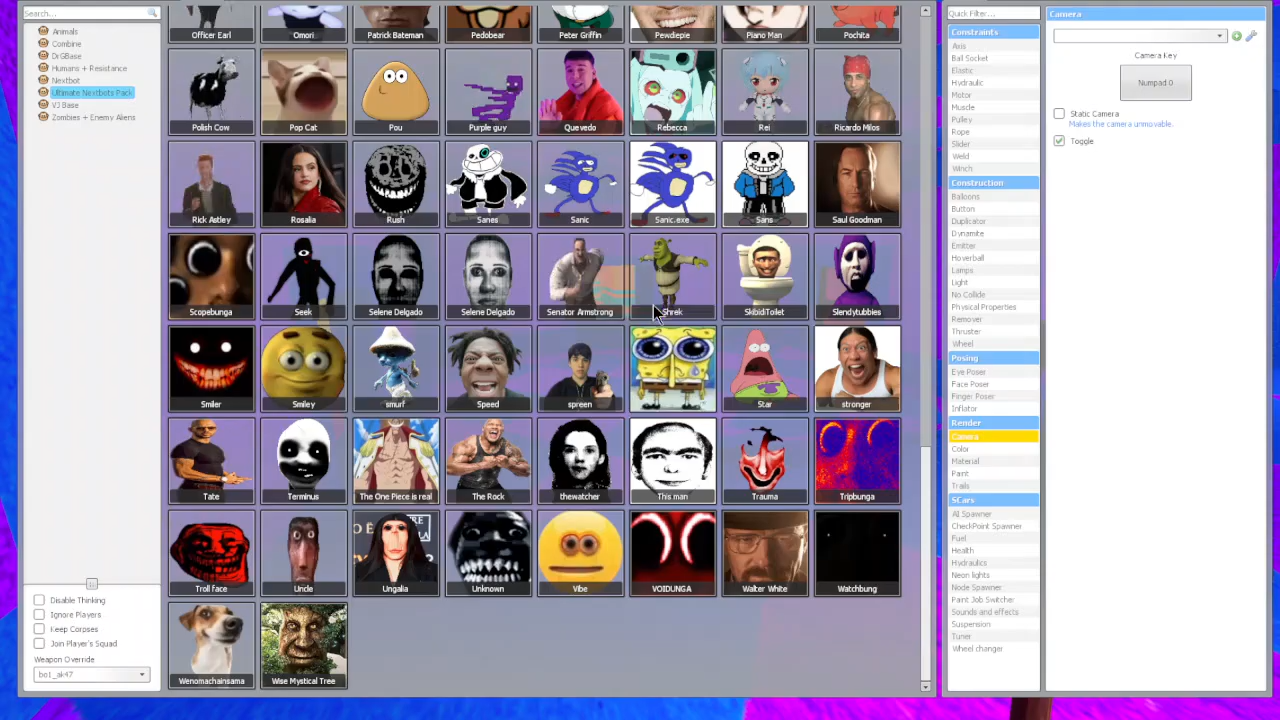 Search...
Animals
Combine
DrGBase
Humans + Resistance
Nextbot
Ultimate Nextbots Pack
VJ Base
Zombies + Enemy Aliens
Disable Thinking
Ignore Players
Keep Corpses
Join Player's Squad
Weapon Override
bo1_ak47
Officer Earl
Omori
Patrick Bateman
Pedobear
Peter Griffin
Pewdiepie
Piano Man
Pochita
Polish Cow
Pop Cat
Pou
Purple guy
Quevedo
Rebecca
Rei
Ricardo Milos
Rick Astley
Rosalia
Rush
Sanes
Sanic
Sanic.exe
Sans
Saul Goodman
Scopebunga
Seek
Selene Delgado
Selene Delgado
Senator Armstrong
Shrek
SkibidiToilet
Slendytubbies
Smiler
Smiley
smurf
Speed
spreen
Star
stronger
Tate
Terminus
The One Piece is real
The Rock
thewatcher
This man
Trauma
Tripbunga
Troll face
Uncle
Ungalia
Unknown
Vibe
VOIDUNGA
Walter White
Watchbung
Wenomachainsama
Wise Mystical Tree
Quick Filter...
Constraints
Axis
Ball Socket
Elastic
Hydraulic
Motor
Muscle
Pulley
Rope
Slider
Weld
Winch
Construction
Balloons
Button
Duplicator
Dynamite
Emitter
Hoverball
Lamps
Light
No Collide
Physical Properties
Remover
Thruster
Wheel
Posing
Eye Poser
Face Poser
Finger Poser
Inflator
Render
Camera
Color
Material
Paint
Trails
SCars
AI Spawner
CheckPoint Spawner
Fuel
Health
Hydraulics
Neon lights
Node Spawner
Paint Job Switcher
Sounds and effects
Suspension
Tuner
Wheel changer
Camera
Camera Key
Numpad 0
Static Camera
Makes the camera unmovable.
Toggle